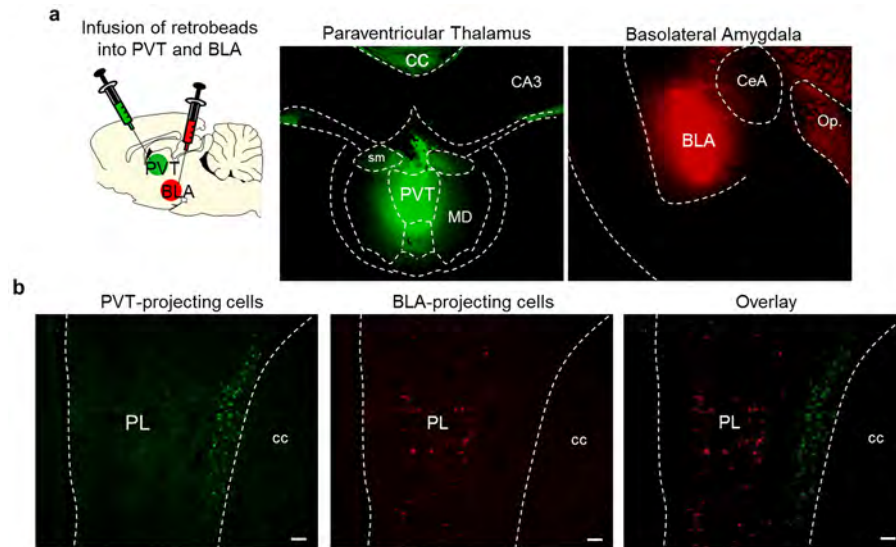 a
Infusion of retrobeads
into PVT and BLA
PVT
BLA
Paraventricular Thalamus
CC
CA3
sm
PVT
MD
Basolateral Amygdala
CeA
BLA
Op.
b
PVT-projecting cells
PL
cc
BLA-projecting cells
PL
cc
Overlay
PL
cc